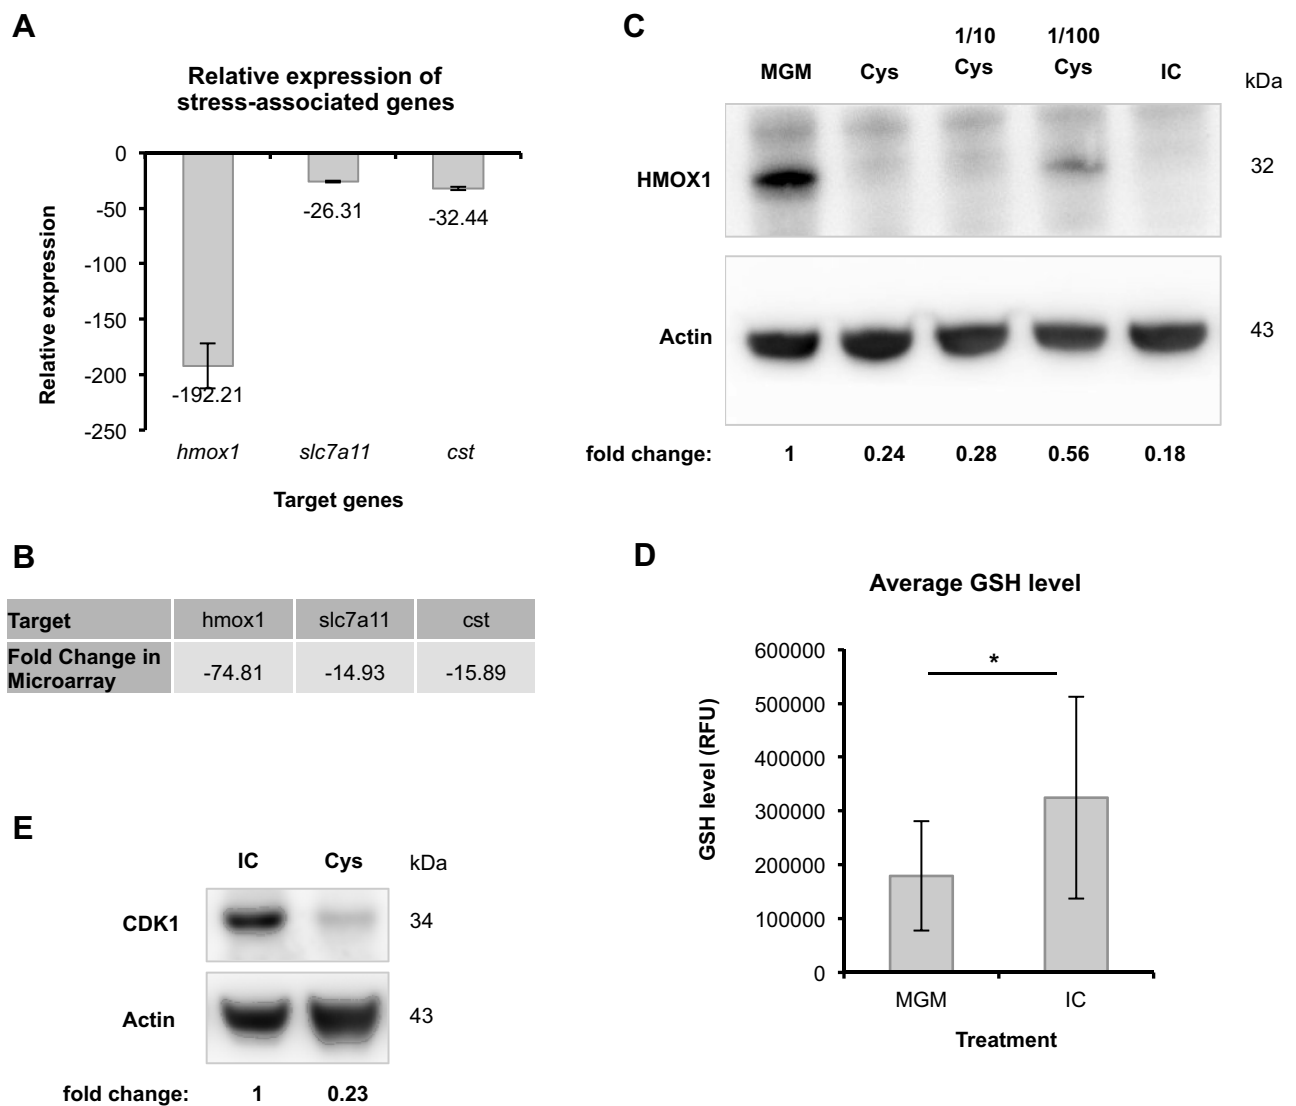 A
Relative expression of
stress-associated genes
0
-50
-100
-150
-200
-250
Relative expression
-192.21
-26.31
-32.44
hmox1 slc7a11 cst
Target genes
B
Target hmox1 slc7a11 cst
Fold Change in
Microarray -74.81 -14.93 -15.89
C
MGM Cys 1/10 Cys 1/100 Cys IC kDa
HMOX1 32
Actin 43
fold change: 1 0.24 0.28 0.56 0.18
D
Average GSH level
600000
500000
400000
300000
200000
100000
0
GSH level (RFU)
*
MGM IC
Treatment
E
IC Cys kDa
CDK1 34
Actin 43
fold change: 1 0.23